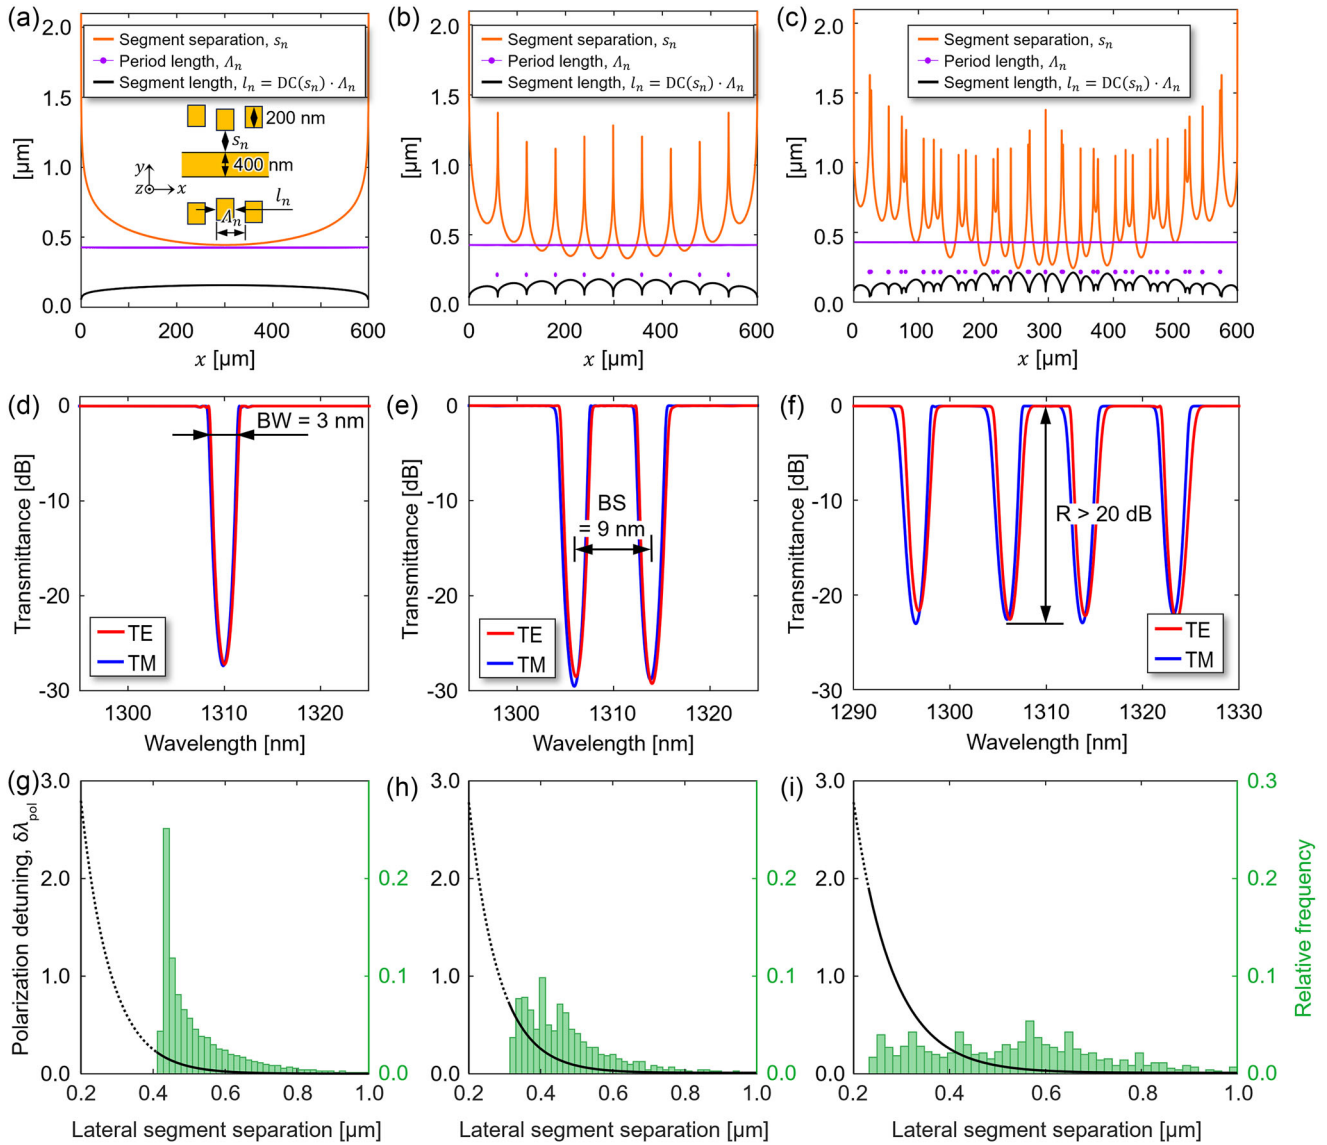 (a)
Segment separation, sₙ
Period length, Λₙ
Segment length, lₙ = DC(sₙ) · Λₙ
200 nm
sₙ
400 nm
y
z
x
lₙ
Λₙ
[µm]
2.0
1.5
1.0
0.5
0.0
0
200
400
600
x [µm]
(b)
Segment separation, sₙ
Period length, Λₙ
Segment length, lₙ = DC(sₙ) · Λₙ
2.0
1.5
1.0
0.5
0.0
0
200
400
600
x [µm]
(c)
Segment separation, sₙ
Period length, Λₙ
Segment length, lₙ = DC(sₙ) · Λₙ
2.0
1.5
1.0
0.5
0.0
0
100
200
300
400
500
600
x [µm]
(d)
BW = 3 nm
TE
TM
Transmittance [dB]
0
-10
-20
-30
1300
1310
1320
Wavelength [nm]
(e)
BS
= 9 nm
TE
TM
Transmittance [dB]
0
-10
-20
-30
1300
1310
1320
Wavelength [nm]
(f)
R > 20 dB
TE
TM
Transmittance [dB]
0
-10
-20
-30
1290
1300
1310
1320
1330
Wavelength [nm]
(g)
Polarization detuning, δλpol
3.0
2.0
1.0
0.0
0.2
0.1
0.0
0.2
0.4
0.6
0.8
1.0
Lateral segment separation [µm]
(h)
3.0
2.0
1.0
0.0
0.2
0.1
0.0
0.2
0.4
0.6
0.8
1.0
Lateral segment separation [µm]
(i)
3.0
2.0
1.0
0.0
0.3
0.2
0.1
0.0
Relative frequency
0.2
0.4
0.6
0.8
1.0
Lateral segment separation [µm]